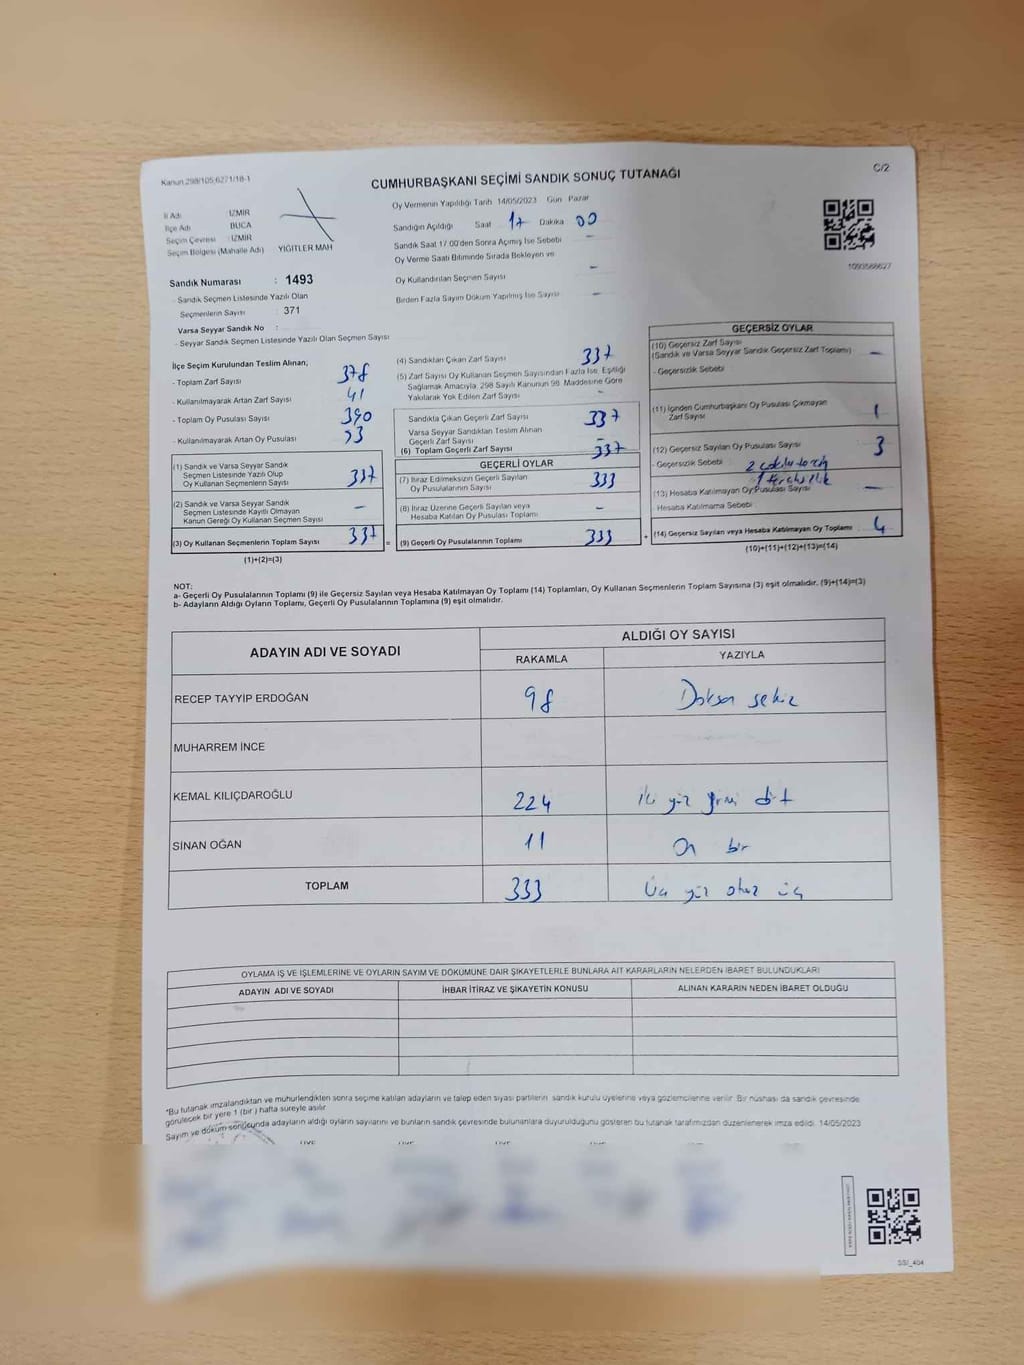 Kanun 298/105;6271/18-1
C/2
CUMHURBAŞKANI SEÇİMİ SANDIK SONUÇ TUTANAĞI
İl Adı : İZMİR
İlçe Adı : BUCA
Seçim Çevresi : İZMİR
Seçim Bölgesi (Mahalle Adı) YİĞİTLER MAH
Sandık Numarası : 1493
- Sandık Seçmen Listesinde Yazılı Olan
Seçmenlerin Sayısı : 371
Varsa Seyyar Sandık No :
- Seyyar Sandık Seçmen Listesinde Yazılı Olan Seçmen Sayısı
Oy Vermenin Yapıldığı Tarih 14/05/2023 Gün Pazar
Sandığın Açıldığı Saat 17 Dakika 00
Sandık Saat 17:00'den Sonra Açımış İse Sebebi -
Oy Verme Saati Bitiminde Sırada Bekleyen ve
Oy Kullandırılan Seçmen Sayısı -
Birden Fazla Sayım Döküm Yapılmış İse Sayısı -
1093566627
İlçe Seçim Kurulundan Teslim Alınan,
- Toplam Zarf Sayısı 378
- Kullanılmayarak Artan Zarf Sayısı 41
- Toplam Oy Pusulası Sayısı 390
- Kullanılmayarak Artan Oy Pusulası 53
(1) Sandık ve Varsa Seyyar Sandık
Seçmen Listesinde Yazılı Olup
Oy Kullanan Seçmenlerin Sayısı 337
(2) Sandık ve Varsa Seyyar Sandık
Seçmen Listesinde Kayıtlı Olmayan
Kanun Gereği Oy Kullanan Seçmen Sayısı -
(3) Oy Kullanan Seçmenlerin Toplam Sayısı 337 =
(1)+(2)=(3)
(4) Sandıktan Çıkan Zarf Sayısı 337
(5) Zarf Sayısı Oy Kullanan Seçmen Sayısından Fazla İse, Eşitliği
Sağlamak Amacıyla, 298 Sayılı Kanunun 98. Maddesine Göre
Yakılarak Yok Edilen Zarf Sayısı -
Sandıkta Çıkan Geçerli Zarf Sayısı 337
Varsa Seyyar Sandıktan Teslim Alınan
Geçerli Zarf Sayısı -
(6) Toplam Geçerli Zarf Sayısı 337
GEÇERLİ OYLAR
(7) İtiraz Edilmeksizin Geçerli Sayılan
Oy Pusulalarının Sayısı 333
(8) İtiraz Üzerine Geçerli Sayılan veya
Hesaba Katılan Oy Pusulası Toplamı -
(9) Geçerli Oy Pusulalarının Toplamı 333 +
GEÇERSİZ OYLAR
(10) Geçersiz Zarf Sayısı
(Sandık ve Varsa Seyyar Sandık Geçersiz Zarf Toplamı) -
- Geçersizlik Sebebi
(11) İçinden Cumhurbaşkanı Oy Pusulası Çıkmayan
Zarf Sayısı 1
(12) Geçersiz Sayılan Oy Pusulası Sayısı 3
- Geçersizlik Sebebi 2
1
(13) Hesaba Katılmayan Oy Pusulası Sayısı -
Hesaba Katılmama Sebebi
(14) Geçersiz Sayılan veya Hesaba Katılmayan Oy Toplamı 4
(10)+(11)+(12)+(13)=(14)
NOT:
a- Geçerli Oy Pusulalarının Toplamı (9) ile Geçersiz Sayılan veya Hesaba Katılmayan Oy Toplamı (14) Toplamları, Oy Kullanan Seçmenlerin Toplam Sayısına (3) eşit olmalıdır. (9)+(14)=(3)
b- Adayların Aldığı Oyların Toplamı, Geçerli Oy Pusulalarının Toplamına (9) eşit olmalıdır.
ADAYIN ADI VE SOYADI ALDIĞI OY SAYISI
RAKAMLA YAZIYLA
RECEP TAYYİP ERDOĞAN 98 Doksan sekiz
MUHARREM İNCE
KEMAL KILIÇDAROĞLU 224 iki yüz yirmi dört
SİNAN OĞAN 11 On bir
TOPLAM 333 Üç yüz otuz üç
OYLAMA İŞ VE İŞLEMLERİNE VE OYLARIN SAYIM VE DÖKÜMÜNE DAİR ŞİKAYETLERLE BUNLARA AİT KARARLARIN NELERDEN İBARET BULUNDUKLARI
ADAYIN ADI VE SOYADI İHBAR İTİRAZ VE ŞİKAYETİN KONUSU ALINAN KARARIN NEDEN İBARET OLDUĞU
*Bu tutanak imzalandıktan ve mühürlendikten sonra seçime katılan adayların ve talep eden siyasi partilerin sandık kurulu üyelerine veya gözlemcilerine verilir. Bir nüshası da sandık çevresinde
görülecek bir yere 1 (bir ) hafta süreyle asılır
Sayım ve döküm sonucunda adayların aldığı oyların sayılarını ve bunların sandık çevresinde bulunanlara duyurulduğunu gösteren bu tutanak tarafımızdan düzenlenerek imza edildi. 14/05/2023
SSİ_404